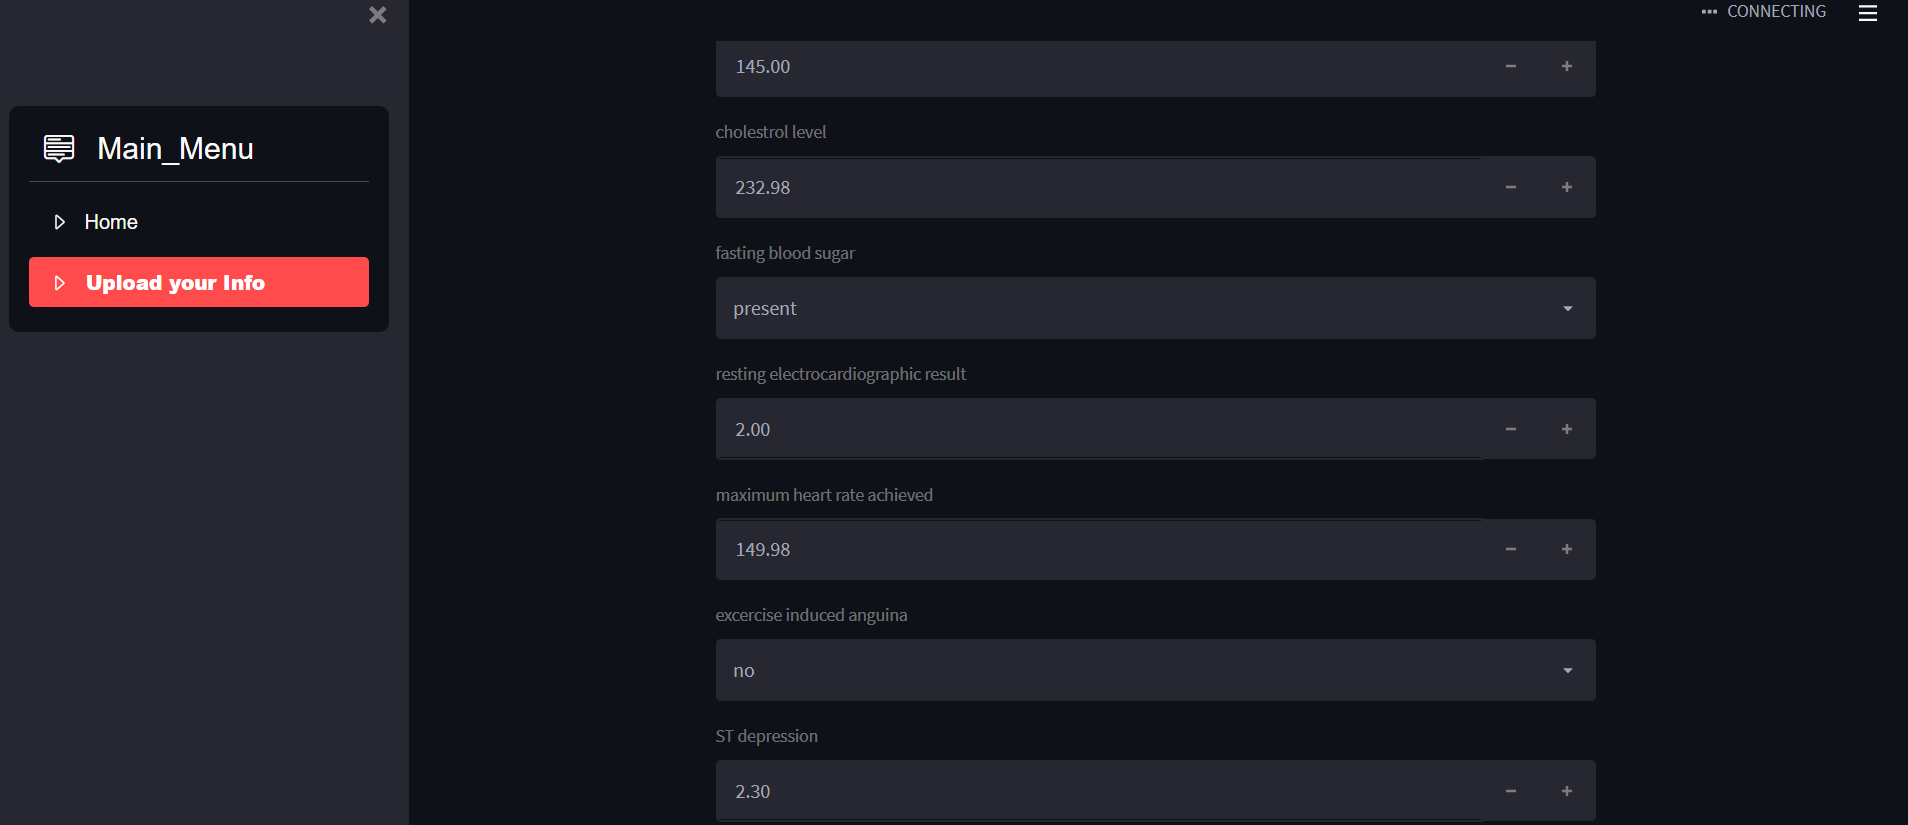 CONNECTING
Main_Menu
Home
Upload your Info
145.00
cholestrol level
232.98
fasting blood sugar
present
resting electrocardiographic result
2.00
maximum heart rate achieved
149.98
excercise induced anguina
no
ST depression
2.30